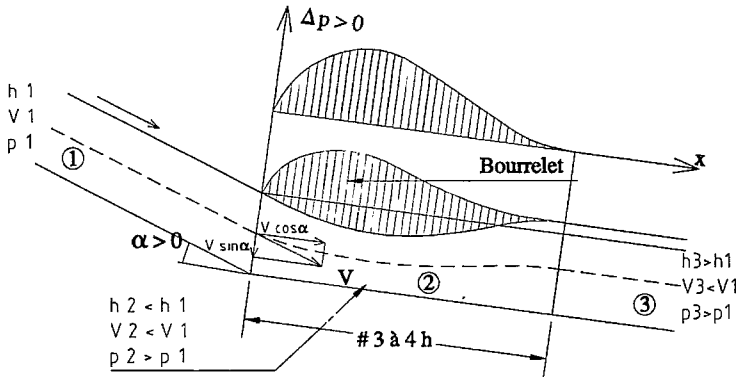 Δp>0
h 1
V 1
p 1
①
x
Bourrelet
α>0
V cosα
V sinα
V
②
③
h3>h1
V3<V1
p3>p1
h 2 < h 1
V 2 < V 1
p 2 > p 1
# 3 à 4 h